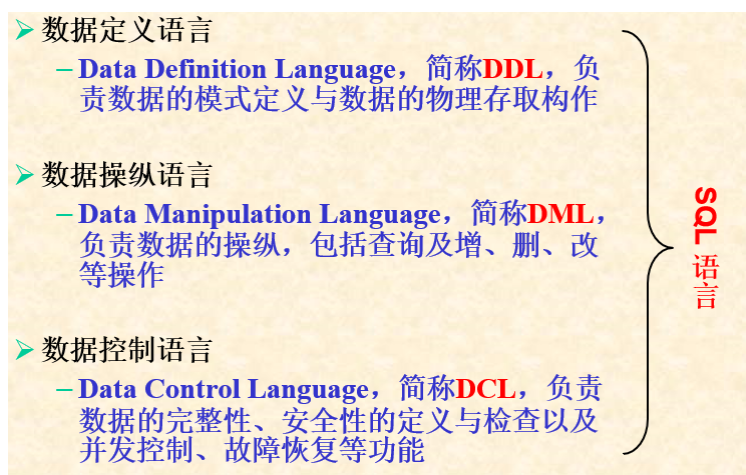 数据定义语言
–Data Definition Language，简称DDL，负
责数据的模式定义与数据的物理存取构作
数据操纵语言
–Data Manipulation Language，简称DML，
负责数据的操纵，包括查询及增、删、改
等操作
数据控制语言
–Data Control Language，简称DCL，负责
数据的完整性、安全性的定义与检查以及
并发控制、故障恢复等功能
SQL 语言